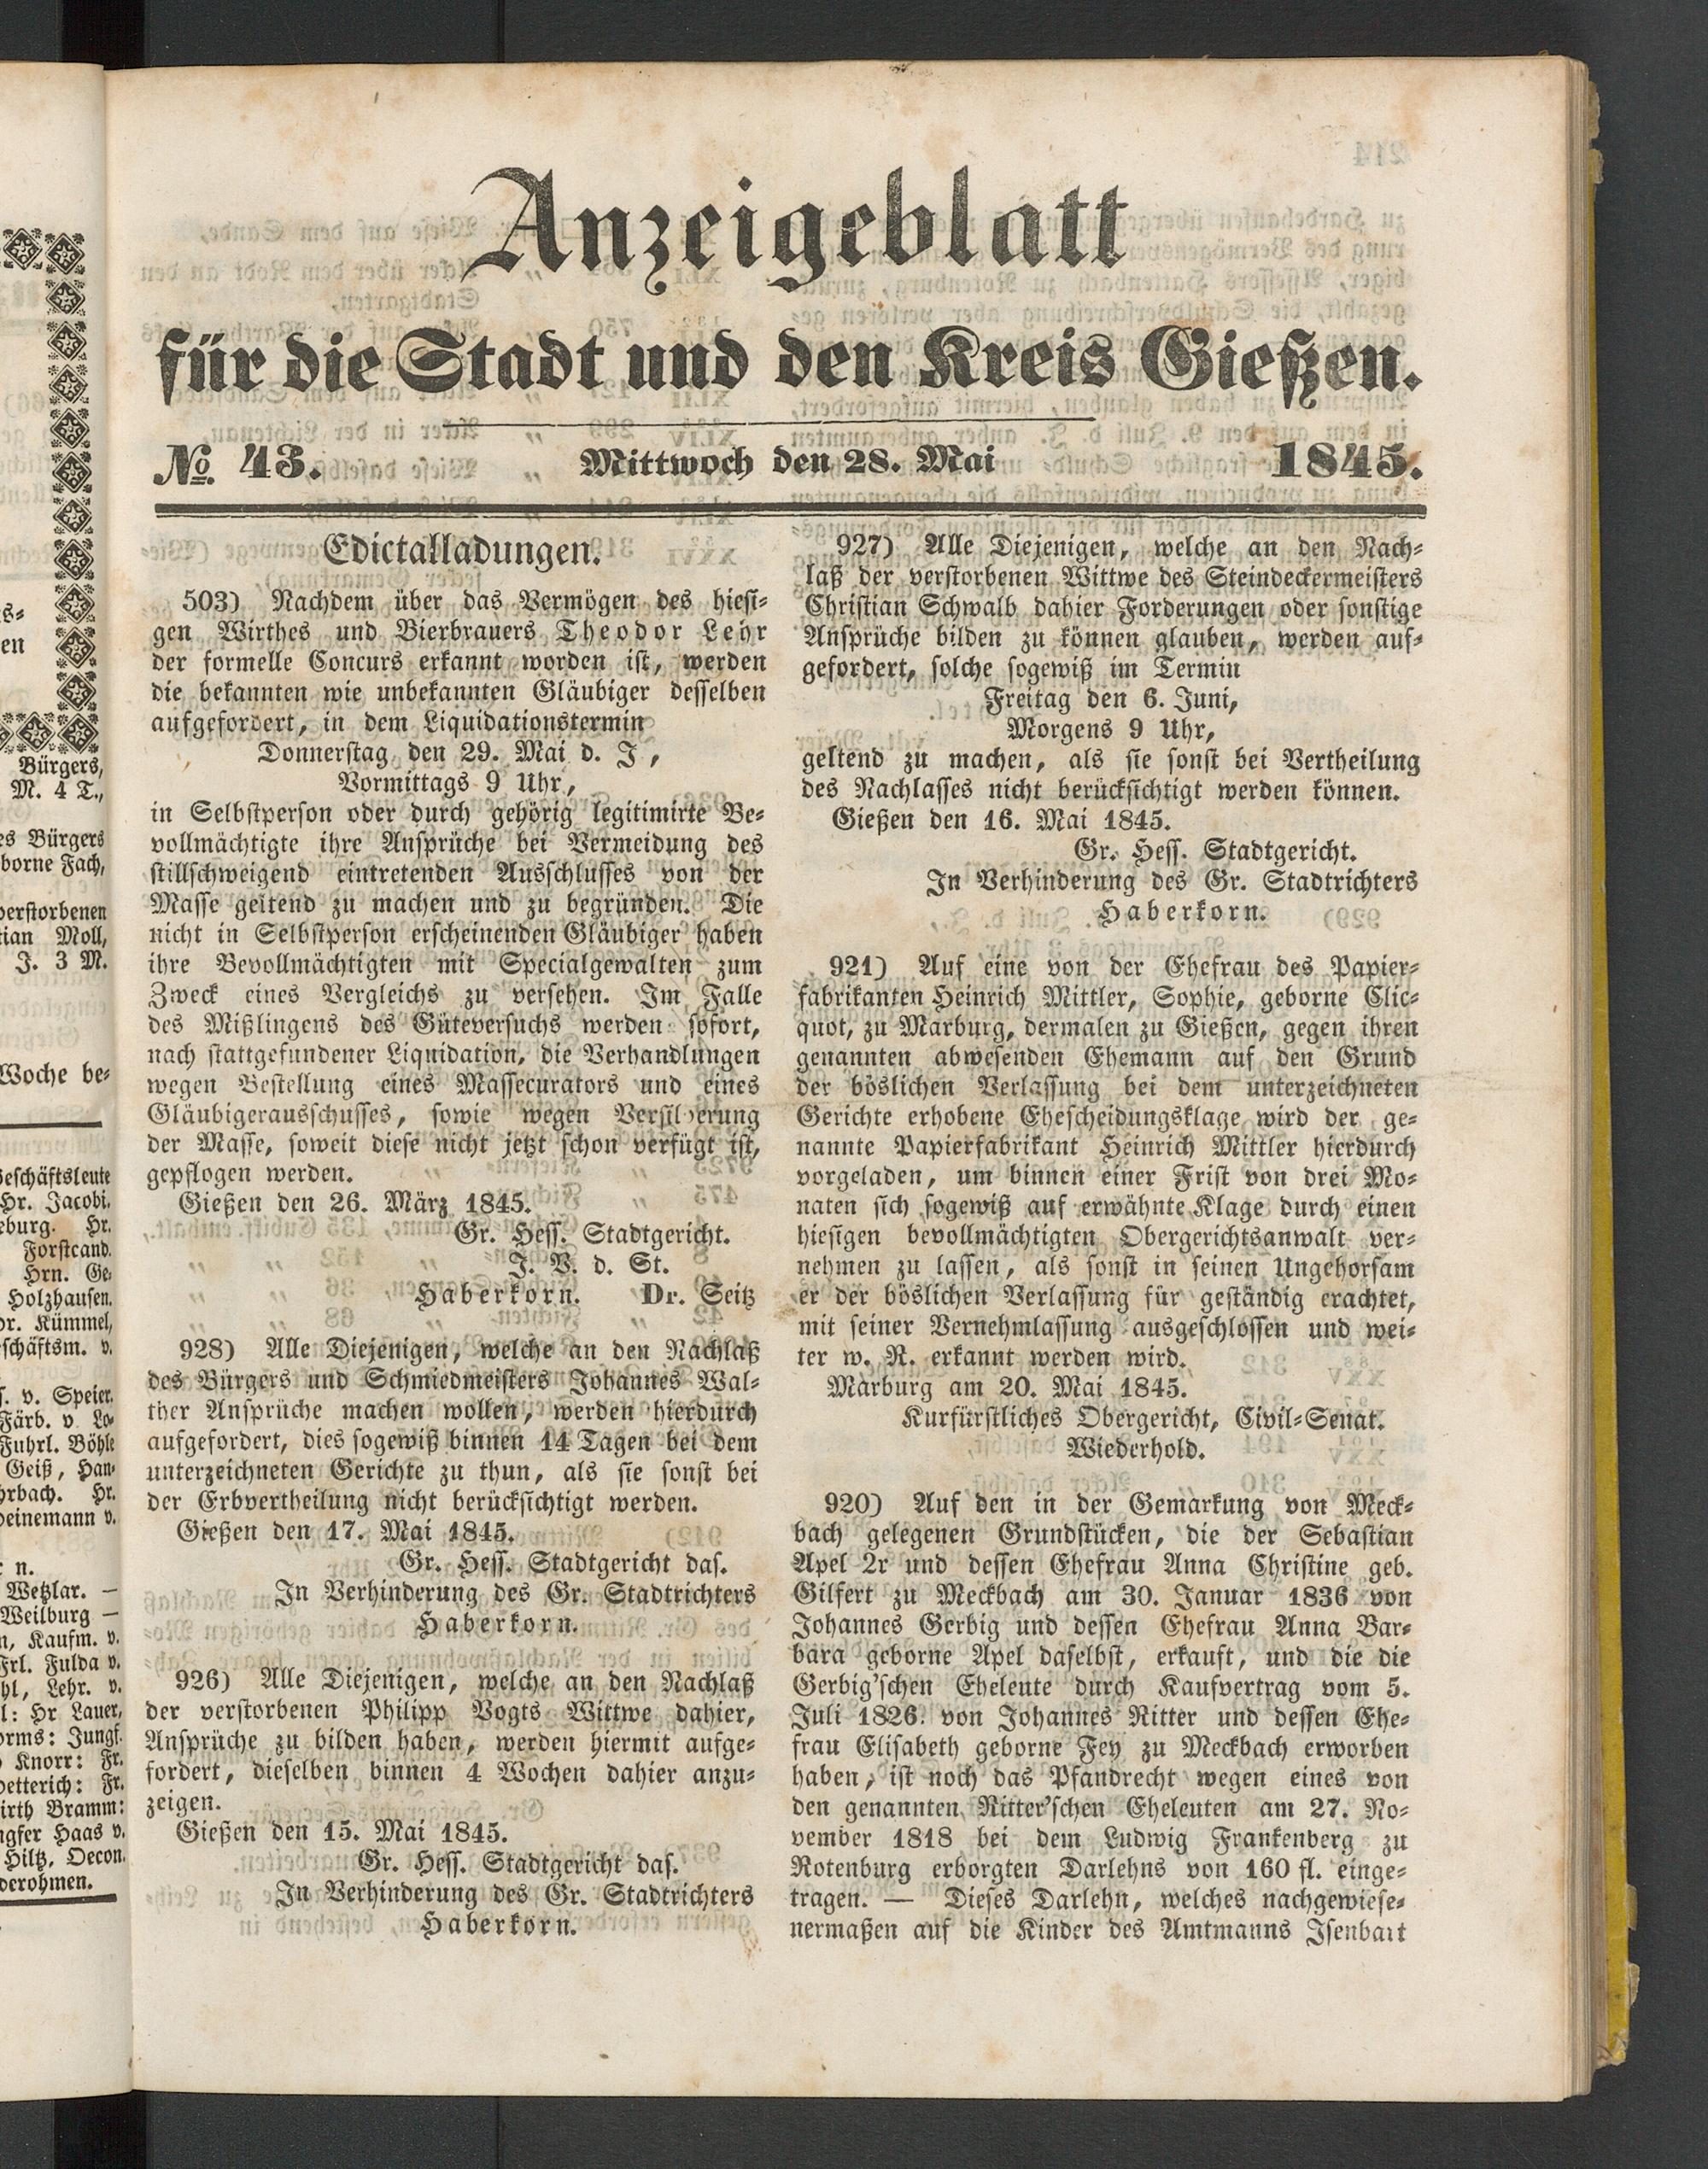 Anzeigeblatt
für die Stadt und den Kreis Gießen.
№ 43. Mittwoch den 28. Mai 1845.
Edictalladungen.
503) Nachdem über das Vermögen des hiesi-
gen Wirthes und Bierbrauers Theodor Lehr
der formelle Concurs erkannt worden ist, werden
die bekannten wie unbekannten Gläubiger desselben
aufgefordert, in dem Liquidationstermin
Donnerstag den 29. Mai d. J,
Vormittags 9 Uhr,
in Selbstperson oder durch gehörig legitimirte Be-
vollmächtigte ihre Ansprüche bei Vermeidung des
stillschweigend eintretenden Ausschlusses von der
Masse geltend zu machen und zu begründen. Die
nicht in Selbstperson erscheinenden Gläubiger haben
ihre Bevollmächtigten mit Specialgewalten zum
Zweck eines Vergleichs zu versehen. Im Falle
des Mißlingens des Güteversuchs werden sofort,
nach stattgefundener Liquidation, die Verhandlungen
wegen Bestellung eines Massecurators und eines
Gläubigerausschusses, sowie wegen Versilberung
der Masse, soweit diese nicht jetzt schon verfügt ist,
gepflogen werden.
Gießen den 26. März 1845.
Gr. Hess. Stadtgericht.
J. V. d. St.
Haberkorn. Dr. Seitz
928) Alle Diejenigen, welche an den Nachlaß
des Bürgers und Schmiedmeisters Johannes Wal-
ther Ansprüche machen wollen, werden hierdurch
aufgefordert, dies sogewiß binnen 14 Tagen bei dem
unterzeichneten Gerichte zu thun, als sie sonst bei
der Erbvertheilung nicht berücksichtigt werden.
Gießen den 17. Mai 1845.
Gr. Hess. Stadtgericht das.
In Verhinderung des Gr. Stadtrichters
Haberkorn.
926) Alle Diejenigen, welche an den Nachlaß
der verstorbenen Philipp Vogts Wittwe dahier,
Ansprüche zu bilden haben, werden hiermit aufge-
fordert, dieselben binnen 4 Wochen dahier anzu-
zeigen.
Gießen den 15. Mai 1845.
Gr. Hess. Stadtgericht das.
In Verhinderung des Gr. Stadtrichters
Haberkorn.
927) Alle Diejenigen, welche an den Nach-
laß der verstorbenen Wittwe des Steindeckermeisters
Christian Schwalb dahier Forderungen oder sonstige
Ansprüche bilden zu können glauben, werden auf-
gefordert, solche sogewiß im Termin
Freitag den 6. Juni,
Morgens 9 Uhr,
geltend zu machen, als sie sonst bei Vertheilung
des Nachlasses nicht berücksichtigt werden können.
Gießen den 16. Mai 1845.
Gr. Hess. Stadtgericht.
In Verhinderung des Gr. Stadtrichters
Haberkorn.
921) Auf eine von der Ehefrau des Papier-
fabrikanten Heinrich Mittler, Sophie, geborne Clic-
quot, zu Marburg, dermalen zu Gießen, gegen ihren
genannten abwesenden Ehemann auf den Grund
der böslichen Verlassung bei dem unterzeichneten
Gerichte erhobene Ehescheidungsklage wird der ge-
nannte Papierfabrikant Heinrich Mittler hierdurch
vorgeladen, um binnen einer Frist von drei Mo-
naten sich sogewiß auf erwähnte Klage durch einen
hiesigen bevollmächtigten Obergerichtsanwalt ver-
nehmen zu lassen, als sonst in seinen Ungehorsam
er der böslichen Verlassung für geständig erachtet,
mit seiner Vernehmlassung ausgeschlossen und wei-
ter w. R. erkannt werden wird.
Marburg am 20. Mai 1845.
Kurfürstliches Obergericht, Civil-Senat.
Wiederhold.
920) Auf den in der Gemarkung von Meck-
bach gelegenen Grundstücken, die der Sebastian
Apel 2r und dessen Ehefrau Anna Christine geb.
Gilfert zu Meckbach am 30. Januar 1836 von
Johannes Gerbig und dessen Ehefrau Anna Bar-
bara geborne Apel daselbst, erkauft, und die die
Gerbig'schen Eheleute durch Kaufvertrag vom 5.
Juli 1826 von Johannes Ritter und dessen Ehe-
frau Elisabeth geborne Fey zu Meckbach erworben
haben, ist noch das Pfandrecht wegen eines von
den genannten Ritter'schen Eheleuten am 27. No-
vember 1818 bei dem Ludwig Frankenberg zu
Rotenburg erborgten Darlehns von 160 fl. einge-
tragen. — Dieses Darlehn, welches nachgewiese-
nermaßen auf die Kinder des Amtmanns Isenbart